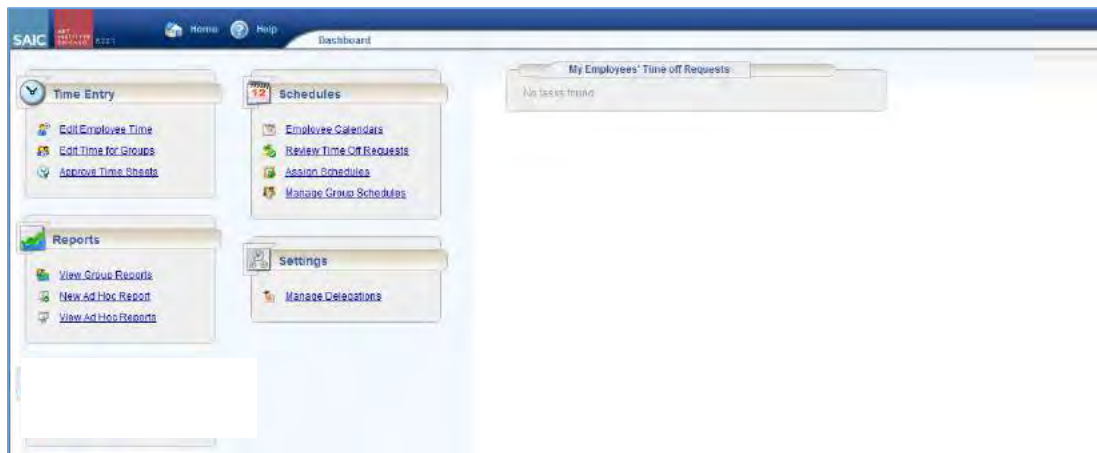 SAIC
Home
Help
Dashboard
Time Entry
Edit Employee Time
Edit Time for Groups
Approve Time Sheets
Reports
View Group Reports
New Ad Hoc Report
View Ad Hoc Reports
12
Schedules
Employee Calendars
Review Time Off Requests
Assign Schedules
Manage Group Schedules
Settings
Manage Delegations
My Employees' Time off Requests
No tasks found